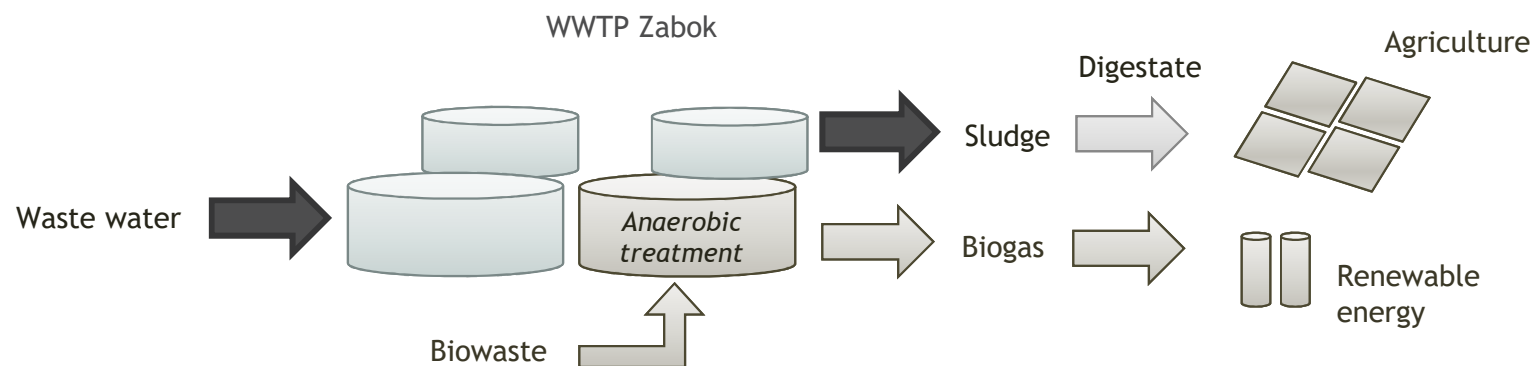 WWTP Zabok
Agriculture
Digestate
Sludge
Waste water
Anaerobic
treatment
Biogas
Renewable
energy
Biowaste